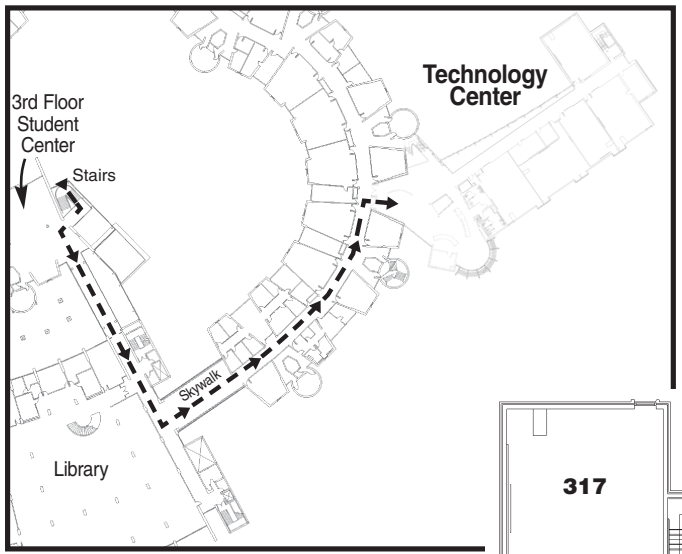 Technology
Center
3rd Floor
Student
Center
Stairs
Skywalk
Library
317